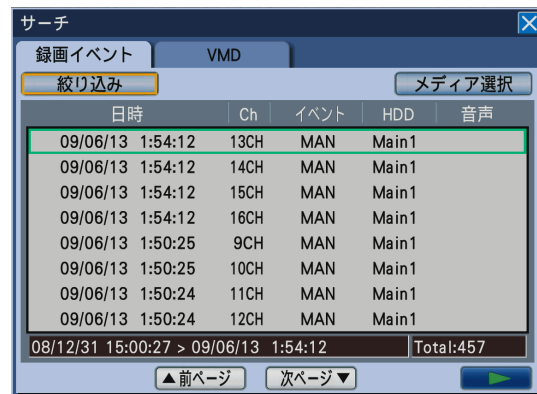 サーチ
録画イベント VMD
絞り込み メディア選択
日時 Ch イベント HDD 音声
09/06/13 1:54:12 13CH MAN Main1
09/06/13 1:54:12 14CH MAN Main1
09/06/13 1:54:12 15CH MAN Main1
09/06/13 1:54:12 16CH MAN Main1
09/06/13 1:50:25 9CH MAN Main1
09/06/13 1:50:25 10CH MAN Main1
09/06/13 1:50:24 11CH MAN Main1
09/06/13 1:50:24 12CH MAN Main1
08/12/31 15:00:27 > 09/06/13 1:54:12 Total:457
▲前ページ 次ページ▼